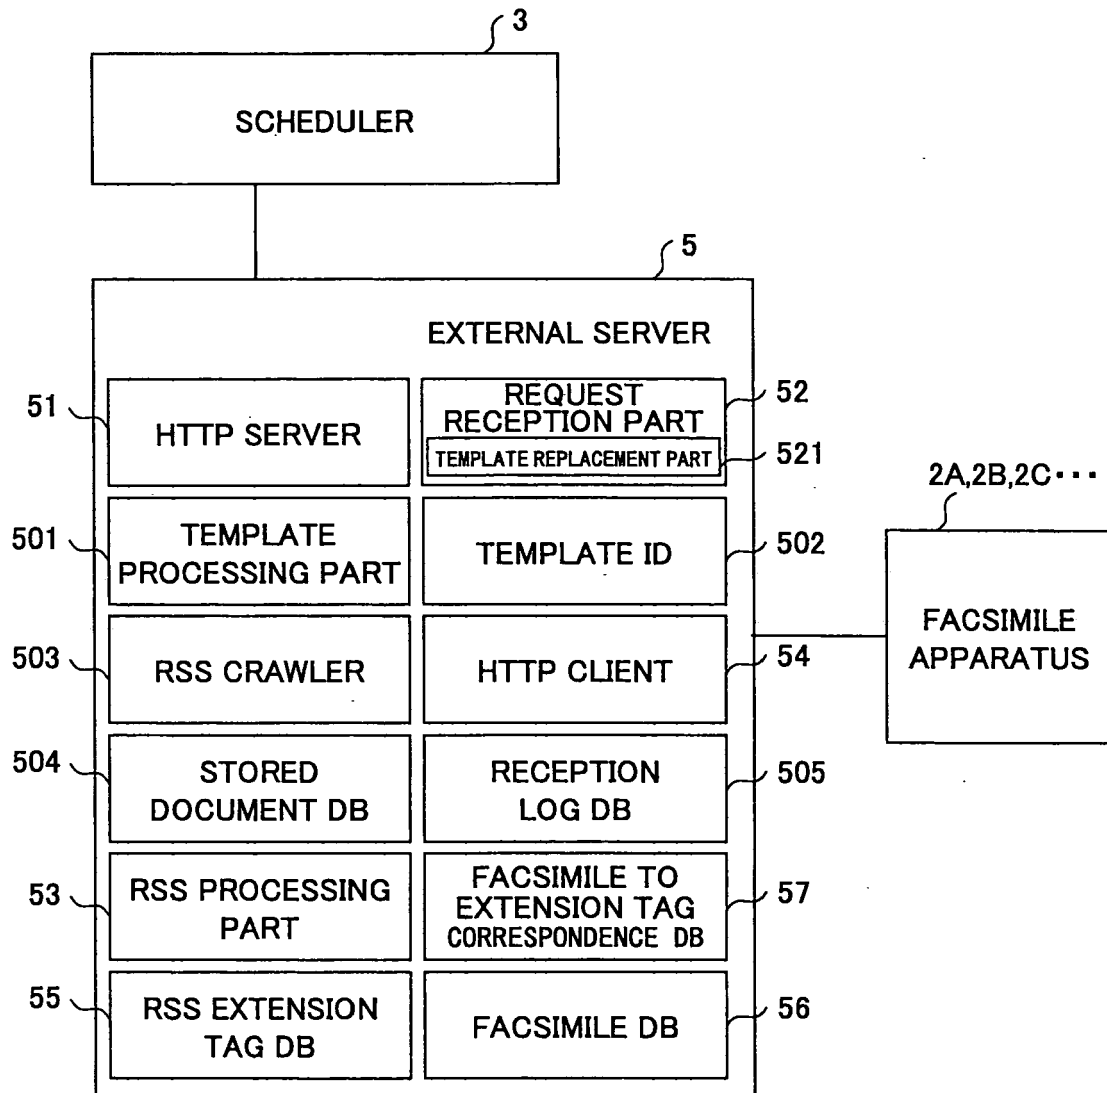 3
SCHEDULER
5
EXTERNAL SERVER
51
HTTP SERVER
REQUEST
RECEPTION PART
52
TEMPLATE REPLACEMENT PART
521
2A,2B,2C・・・
501
TEMPLATE
PROCESSING PART
TEMPLATE ID
502
FACSIMILE
APPARATUS
503
RSS CRAWLER
HTTP CLIENT
54
504
STORED
DOCUMENT DB
RECEPTION
LOG DB
505
53
RSS PROCESSING
PART
FACSIMILE TO
EXTENSION TAG
CORRESPONDENCE DB
57
55
RSS EXTENSION
TAG DB
FACSIMILE DB
56